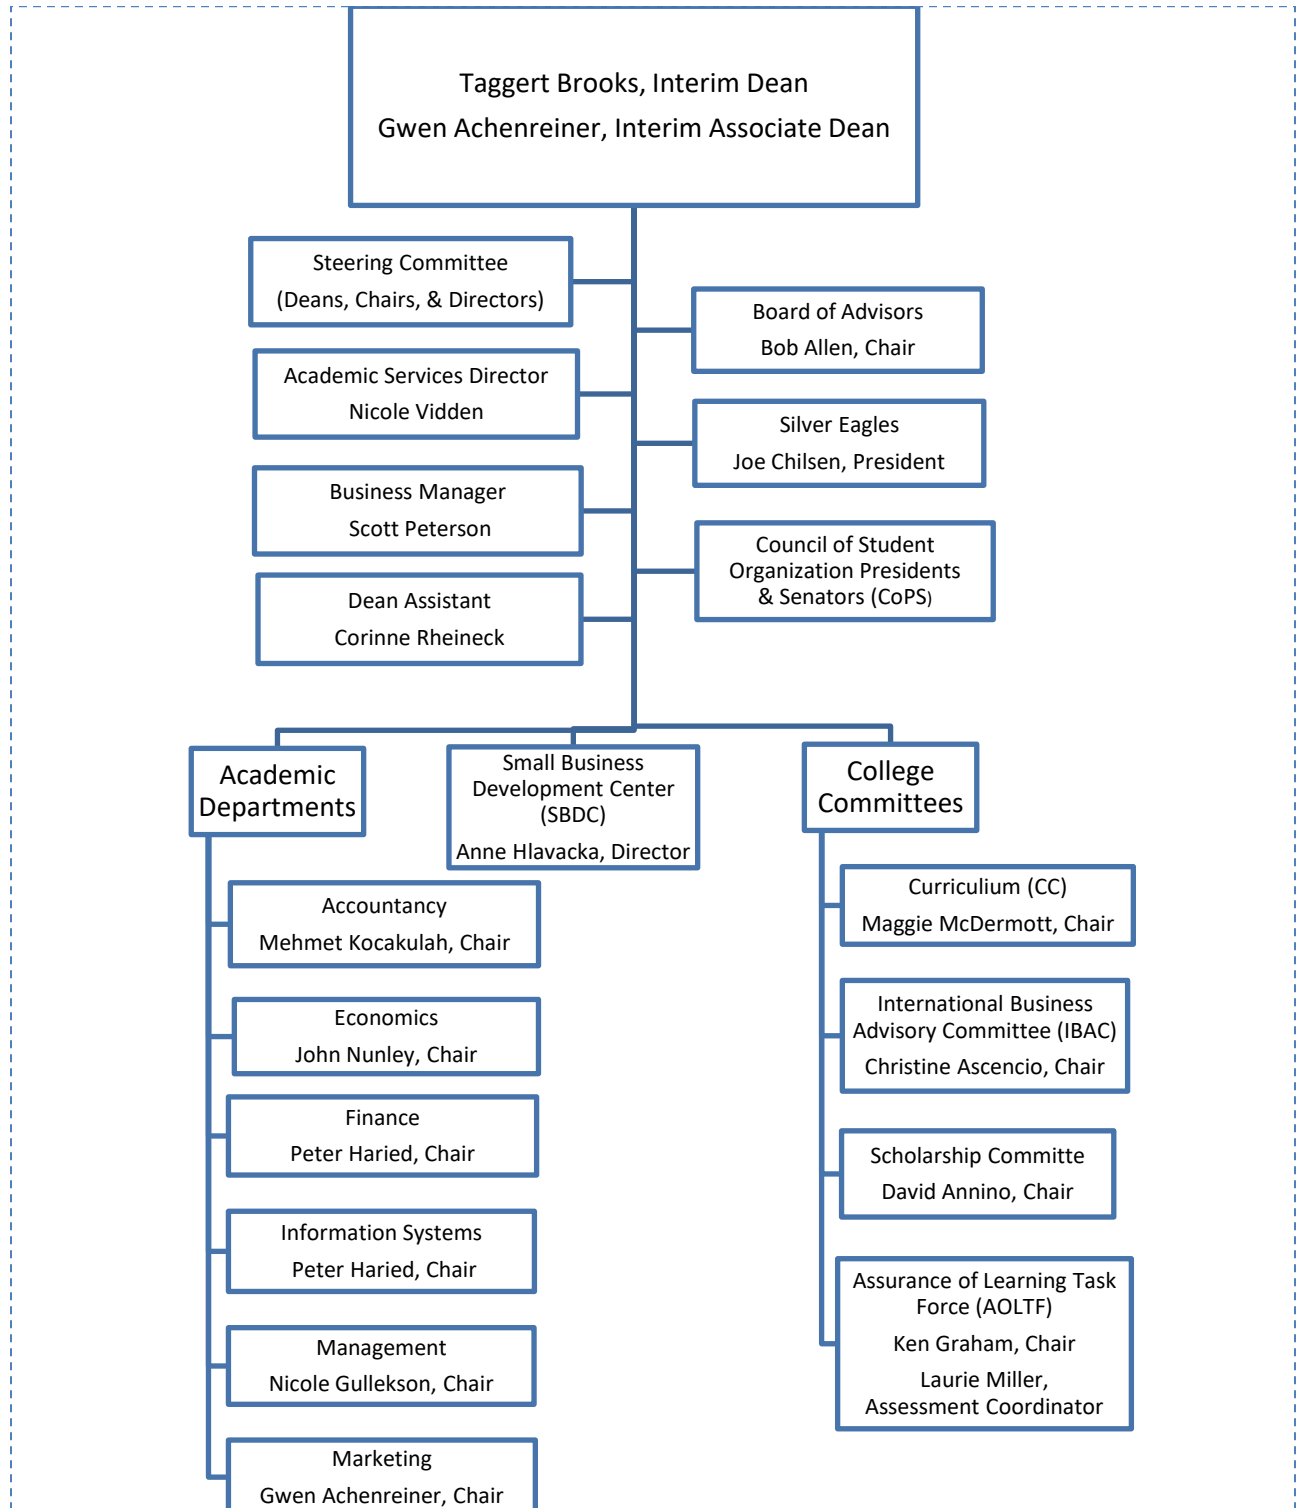 Taggert Brooks, Interim Dean
Gwen Achenreiner, Interim Associate Dean
Steering Committee
(Deans, Chairs, & Directors)
Board of Advisors
Bob Allen, Chair
Academic Services Director
Nicole Vidden
Silver Eagles
Joe Chilsen, President
Business Manager
Scott Peterson
Council of Student
Organization Presidents
& Senators (CoPS)
Dean Assistant
Corinne Rheineck
Academic
Departments
Small Business
Development Center
(SBDC)
Anne Hlavacka, Director
College
Committees
Accountancy
Mehmet Kocakulah, Chair
Economics
John Nunley, Chair
Finance
Peter Haried, Chair
Information Systems
Peter Haried, Chair
Management
Nicole Gullekson, Chair
Marketing
Gwen Achenreiner, Chair
Curriculium (CC)
Maggie McDermott, Chair
International Business
Advisory Committee (IBAC)
Christine Ascencio, Chair
Scholarship Committe
David Annino, Chair
Assurance of Learning Task
Force (AOLTF)
Ken Graham, Chair
Laurie Miller,
Assessment Coordinator